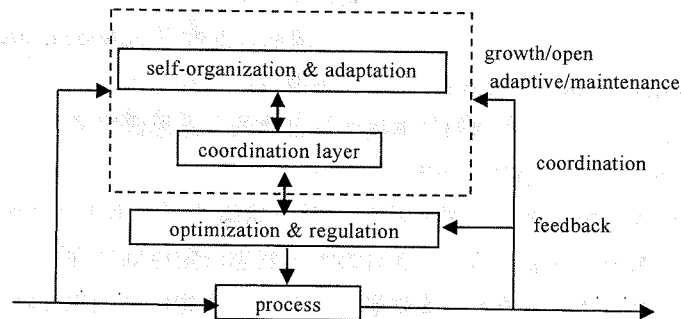 growth/open
self-organization & adaptation
adaptive/maintenance
coordination layer
coordination
optimization & regulation
feedback
process